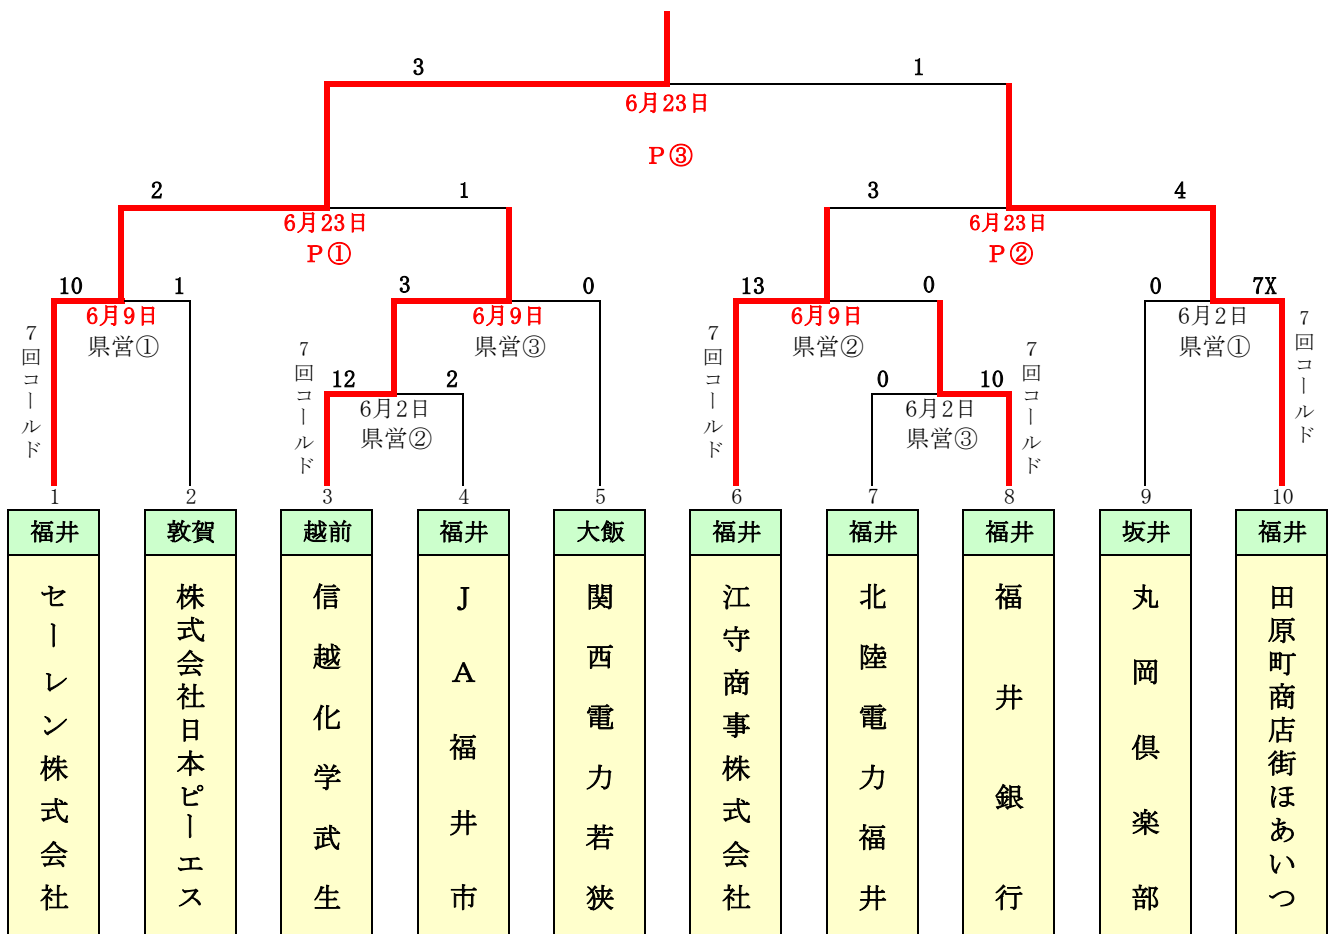 3 1
6月23日
P③
2 1 3 4
6月23日 6月23日
P① P②
10 1 3 0 13 0 0 7X
6月9日 6月9日 6月9日 6月2日
県営① 県営③ 県営② 県営①
7回コールド 7回コールド 7回コールド 7回コールド 7回コールド
12 2 0 10
6月2日 6月2日
県営② 県営③
1 2 3 4 5 6 7 8 9 10
福井 敦賀 越前 福井 大飯 福井 福井 福井 坂井 福井
セーレン株式会社
株式会社日本ピーエス
信越化学武生
JA福井市
関西電力若狭
江守商事株式会社
北陸電力福井
福井銀行
丸岡倶楽部
田原町商店街ほあいつ